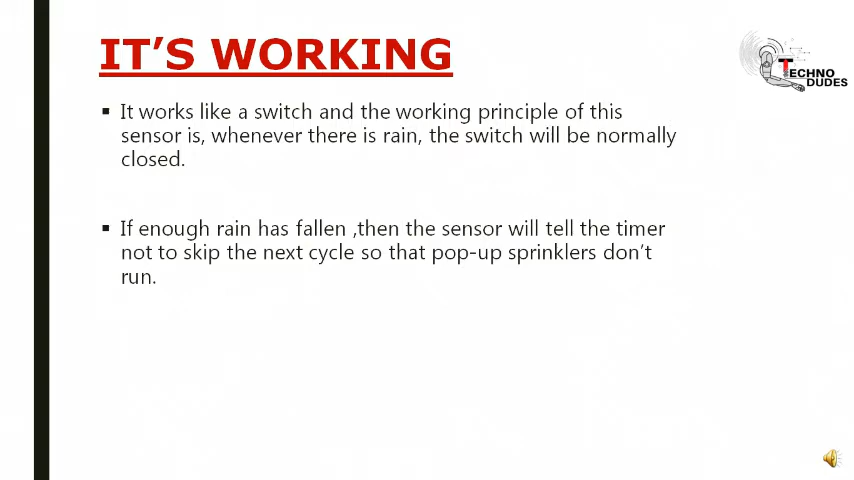 IT’S WORKING
TECHNO
DUDES
▪ It works like a switch and the working principle of this
sensor is, whenever there is rain, the switch will be normally
closed.
▪ If enough rain has fallen ,then the sensor will tell the timer
not to skip the next cycle so that pop-up sprinklers don’t
run.